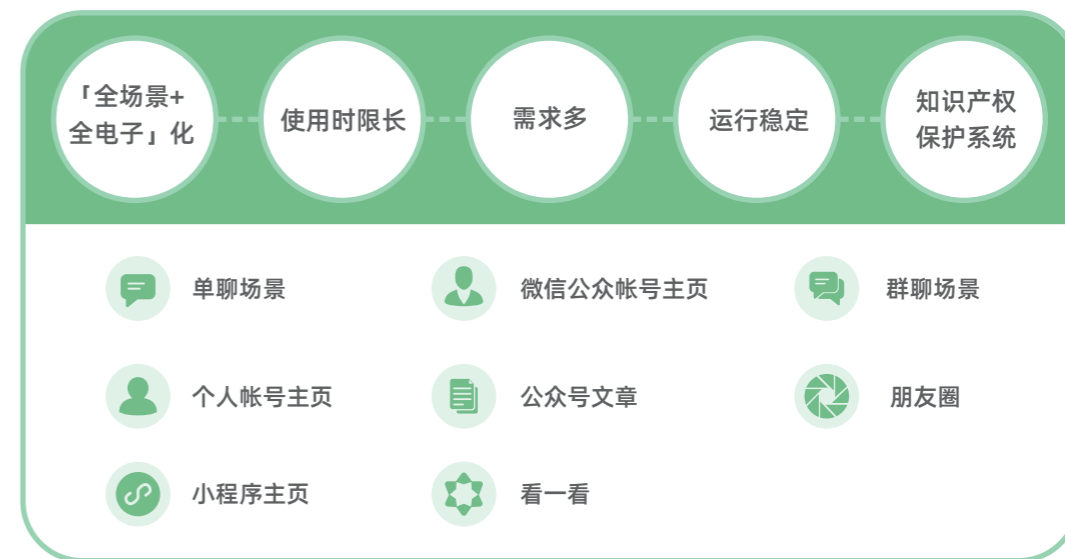 「全场景+
全电子」化
使用时限长
需求多
运行稳定
知识产权
保护系统
单聊场景
微信公众帐号主页
群聊场景
个人帐号主页
公众号文章
朋友圈
小程序主页
看一看